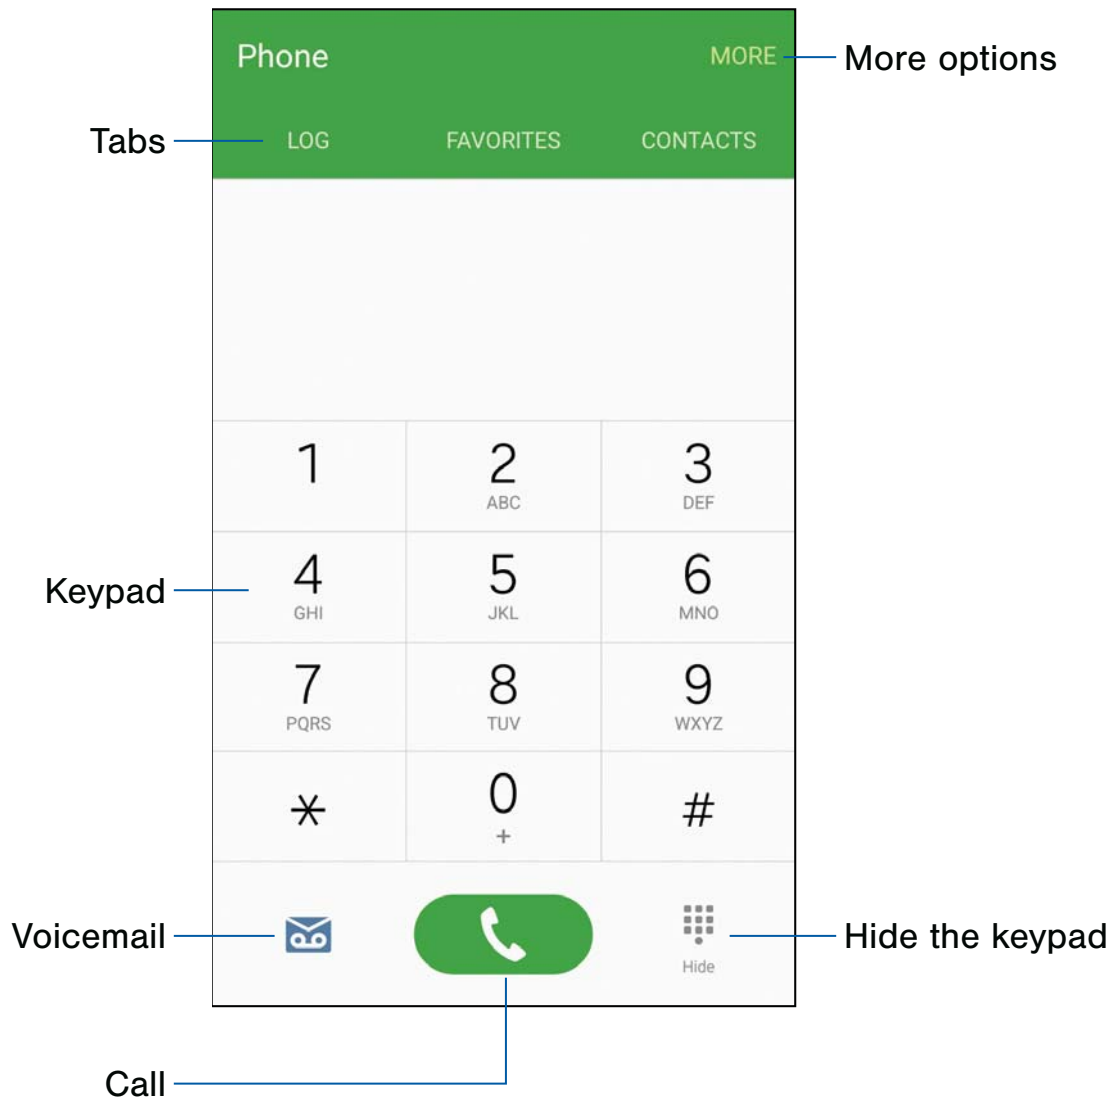 Phone MORE More options
Tabs LOG FAVORITES CONTACTS
1 2 3
ABC DEF
Keypad 4 5 6
GHI JKL MNO
7 8 9
PQRS TUV WXYZ
* 0 #
+
Voicemail Hide the keypad
Hide
Call